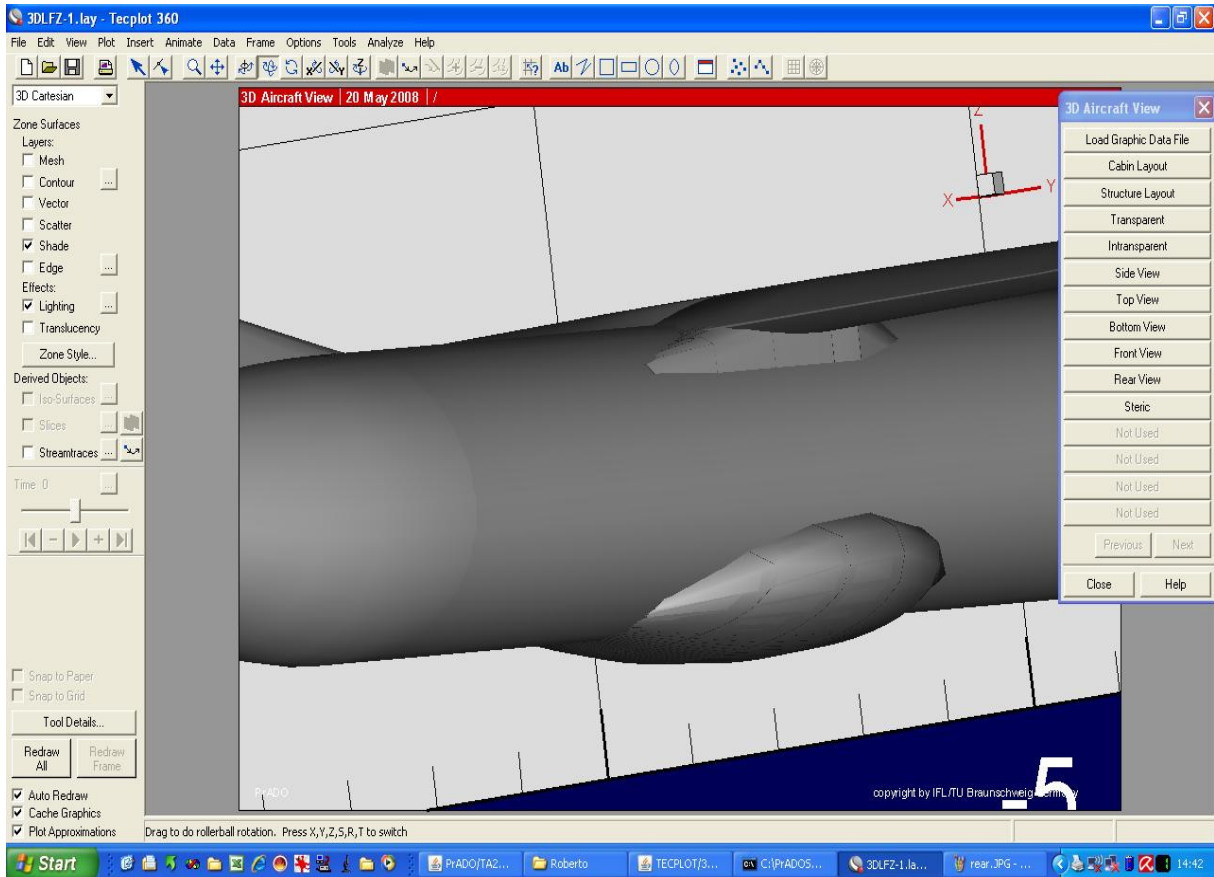 3DLFZ-1.lay - Tecplot 360
File Edit View Plot Insert Animate Data Frame Options Tools Analyze Help
Ab
3D Cartesian
Zone Surfaces
Layers:
Mesh
Contour ...
Vector
Scatter
Shade
Edge ...
Effects:
Lighting ...
Translucency
Zone Style...
Derived Objects:
Iso-Surfaces ...
Slices ...
Streamtraces ...
Time 0 ...
Snap to Paper
Snap to Grid
Tool Details...
Redraw All
Redraw Frame
Auto Redraw
Cache Graphics
Plot Approximations
3D Aircraft View | 20 May 2008 | /
Z
X
Y
PrADO
copyright by IFL/TU Braunschweig Germany
-5
3D Aircraft View
Load Graphic Data File
Cabin Layout
Structure Layout
Transparent
Intransparent
Side View
Top View
Bottom View
Front View
Rear View
Steric
Not Used
Not Used
Not Used
Not Used
Previous Next
Close Help
Drag to do rollerball rotation. Press X,Y,Z,S,R,T to switch
Start
PrADO/TA2...
Roberto
TECPLOT/3...
C:\PrADOS...
3DLFZ-1.la...
rear.JPG - ...
14:42